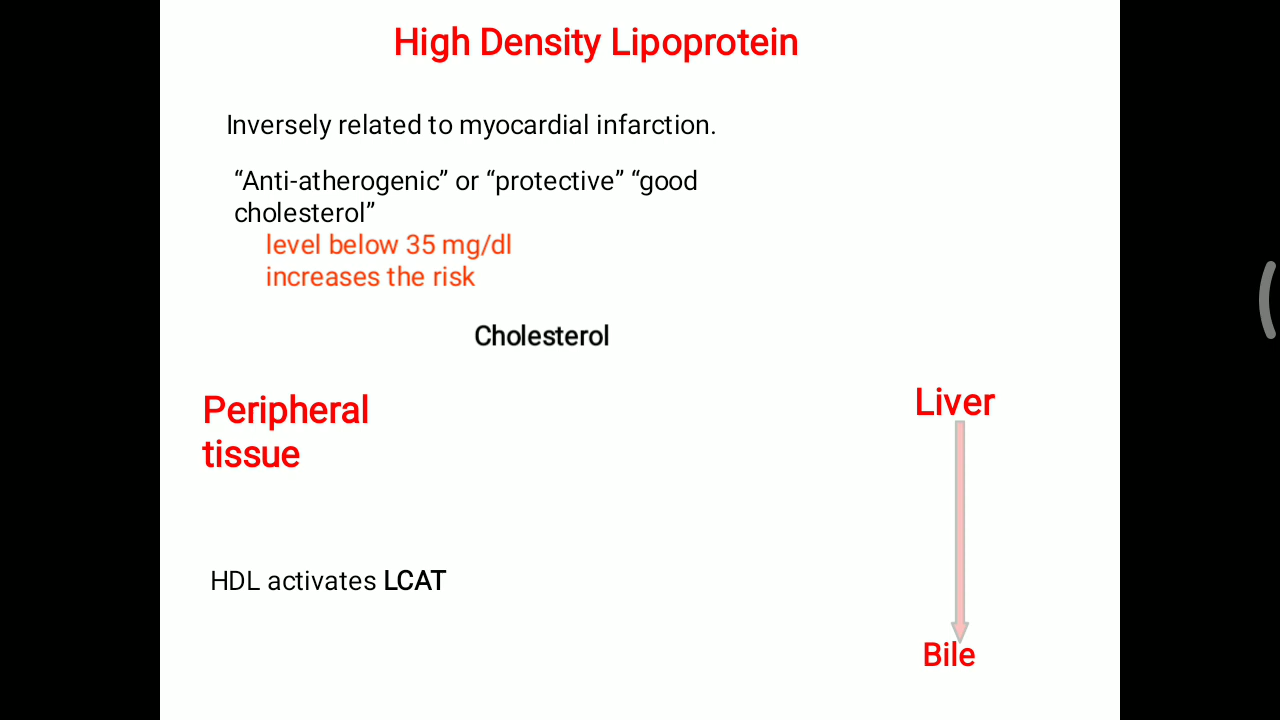 High Density Lipoprotein
Inversely related to myocardial infarction.
“Anti-atherogenic” or “protective” “good
cholesterol”
level below 35 mg/dl
increases the risk
Cholesterol
Peripheral
tissue
Liver
HDL activates LCAT
Bile